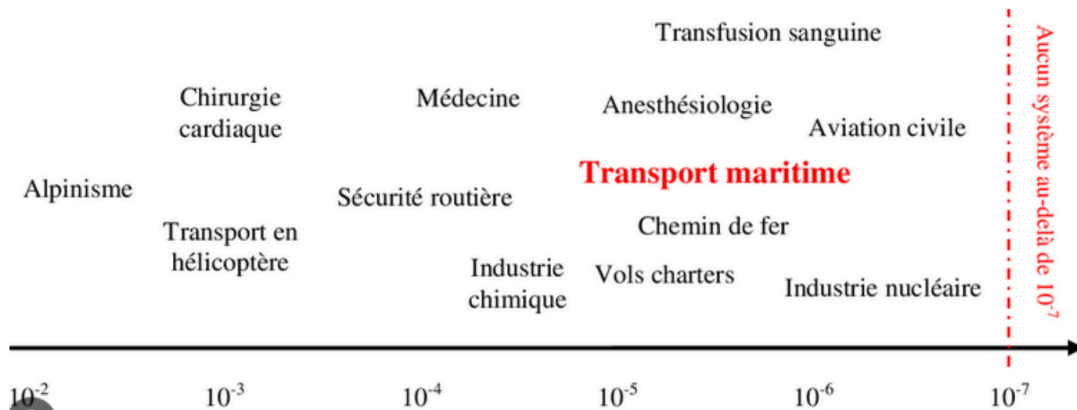 Transfusion sanguine
Chirurgie
cardiaque
Médecine
Anesthésiologie
Aviation civile
Transport maritime
Alpinisme
Sécurité routière
Chemin de fer
Transport en
hélicoptère
Industrie
chimique
Vols charters
Industrie nucléaire
Aucun système au-delà de 10⁻⁷
10⁻² 10⁻³ 10⁻⁴ 10⁻⁵ 10⁻⁶ 10⁻⁷